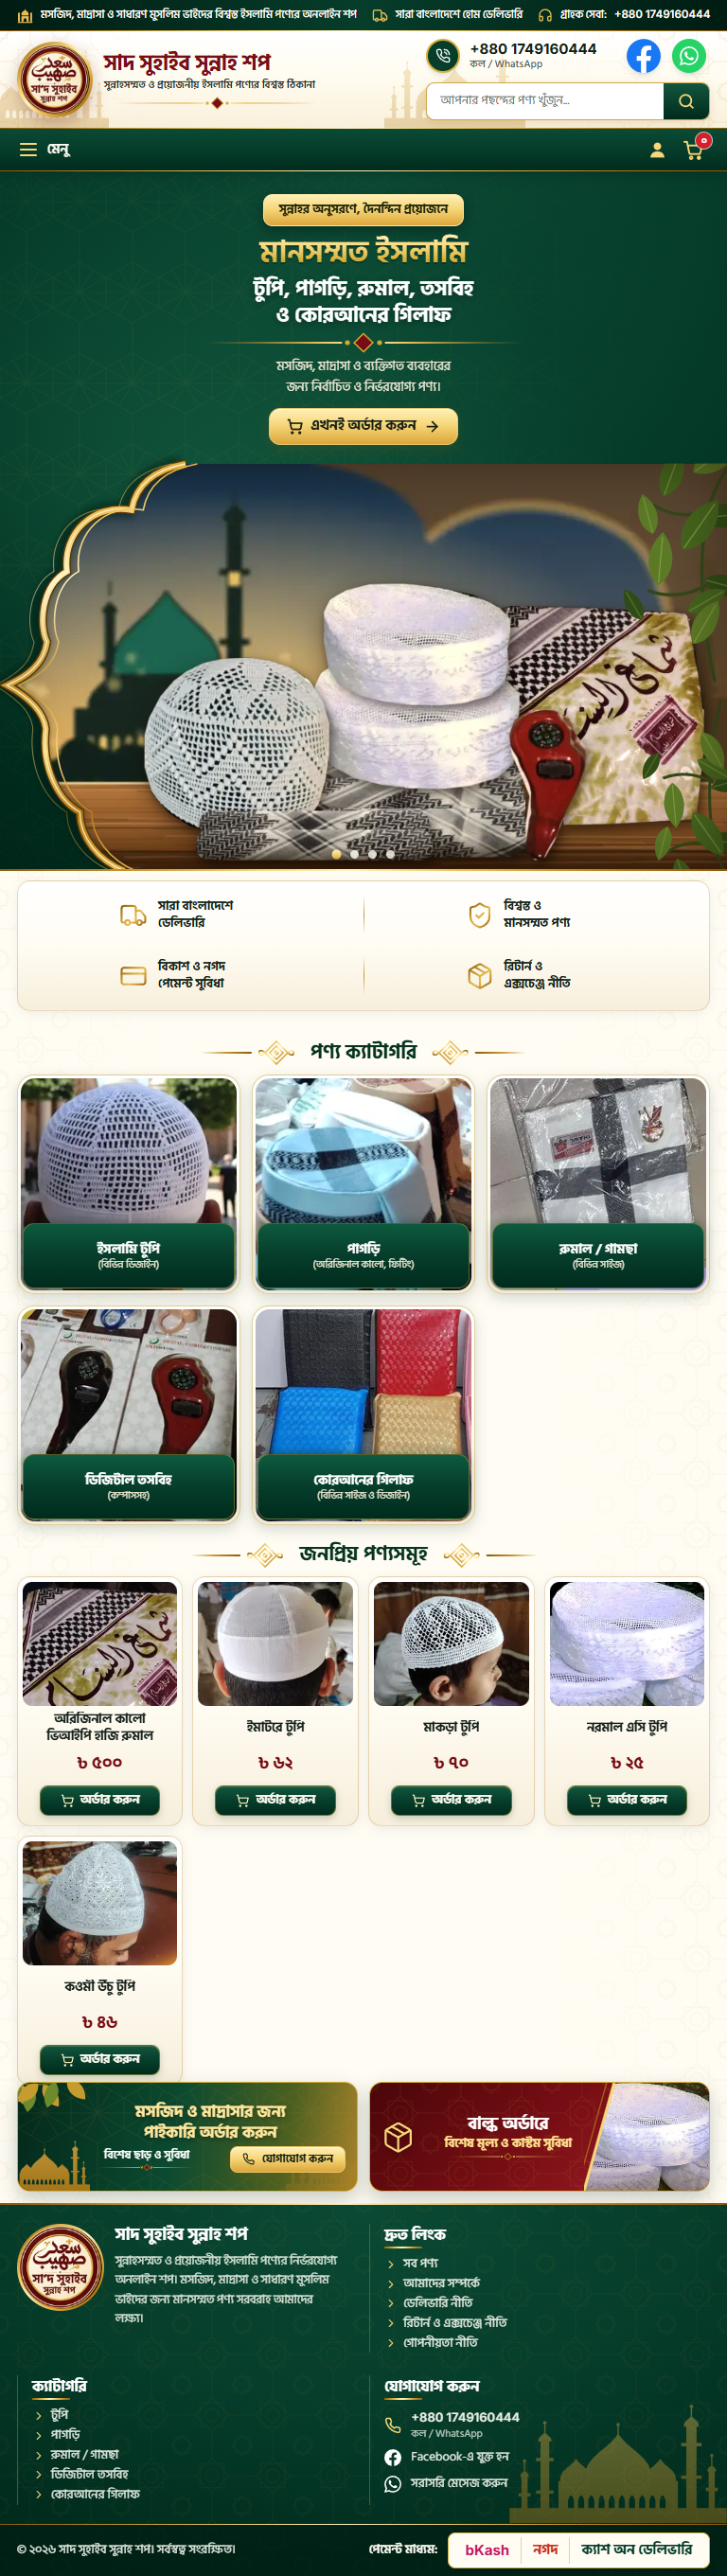 মসজিদ, মাদ্রাসা ও সাধারণ মুসলিম ভাইদের বিশ্বস্ত ইসলামি পণ্যের অনলাইন শপ
সারা বাংলাদেশে হোম ডেলিভারি
গ্রাহক সেবা: +880 1749160444
সা'দ সুহাইব
সুন্নাহ শপ
সাদ সুহাইব সুন্নাহ শপ
সুন্নাহসম্মত ও প্রয়োজনীয় ইসলামি পণ্যের বিশ্বস্ত ঠিকানা
+880 1749160444
কল / WhatsApp
আপনার পছন্দের পণ্য খুঁজুন...
মেনু
০
সুন্নাহর অনুসরণে, দৈনন্দিন প্রয়োজনে
মানসম্মত ইসলামি
টুপি, পাগড়ি, রুমাল, তসবিহ
ও কোরআনের গিলাফ
মসজিদ, মাদ্রাসা ও ব্যক্তিগত ব্যবহারের
জন্য নির্বাচিত ও নির্ভরযোগ্য পণ্য।
এখনই অর্ডার করুন
সারা বাংলাদেশে
ডেলিভারি
বিশ্বস্ত ও
মানসম্মত পণ্য
বিকাশ ও নগদ
পেমেন্ট সুবিধা
রিটার্ন ও
এক্সচেঞ্জ নীতি
পণ্য ক্যাটাগরি
ইসলামি টুপি
(বিভিন্ন ডিজাইন)
পাগড়ি
(অরিজিনাল কালো, ফিটিং)
রুমাল / গামছা
(বিভিন্ন সাইজ)
ডিজিটাল তসবিহ
(কম্পাসসহ)
কোরআনের গিলাফ
(বিভিন্ন সাইজ ও ডিজাইন)
জনপ্রিয় পণ্যসমূহ
অরিজিনাল কালো
ভিআইপি হাজি রুমাল
৳ ৫০০
অর্ডার করুন
ইমাটরে টুপি
৳ ৬২
অর্ডার করুন
মাকড়া টুপি
৳ ৭০
অর্ডার করুন
নরমাল এসি টুপি
৳ ২৫
অর্ডার করুন
কওমী উঁচু টুপি
৳ ৪৬
অর্ডার করুন
মসজিদ ও মাদ্রাসার জন্য
পাইকারি অর্ডার করুন
বিশেষ ছাড় ও সুবিধা
যোগাযোগ করুন
বাল্ক অর্ডারে
বিশেষ মূল্য ও কাস্টম সুবিধা
সা'দ সুহাইব
সুন্নাহ শপ
সাদ সুহাইব সুন্নাহ শপ
সুন্নাহসম্মত ও প্রয়োজনীয় ইসলামি পণ্যের নির্ভরযোগ্য
অনলাইন শপ। মসজিদ, মাদ্রাসা ও সাধারণ মুসলিম
ভাইদের জন্য মানসম্মত পণ্য সরবরাহ আমাদের
লক্ষ্য।
দ্রুত লিংক
সব পণ্য
আমাদের সম্পর্কে
ডেলিভারি নীতি
রিটার্ন ও এক্সচেঞ্জ নীতি
গোপনীয়তা নীতি
ক্যাটাগরি
টুপি
পাগড়ি
রুমাল / গামছা
ডিজিটাল তসবিহ
কোরআনের গিলাফ
যোগাযোগ করুন
+880 1749160444
কল / WhatsApp
Facebook-এ যুক্ত হন
সরাসরি মেসেজ করুন
© ২০২৬ সাদ সুহাইব সুন্নাহ শপ। সর্বস্বত্ব সংরক্ষিত।
পেমেন্ট মাধ্যম:
bKash
নগদ
ক্যাশ অন ডেলিভারি